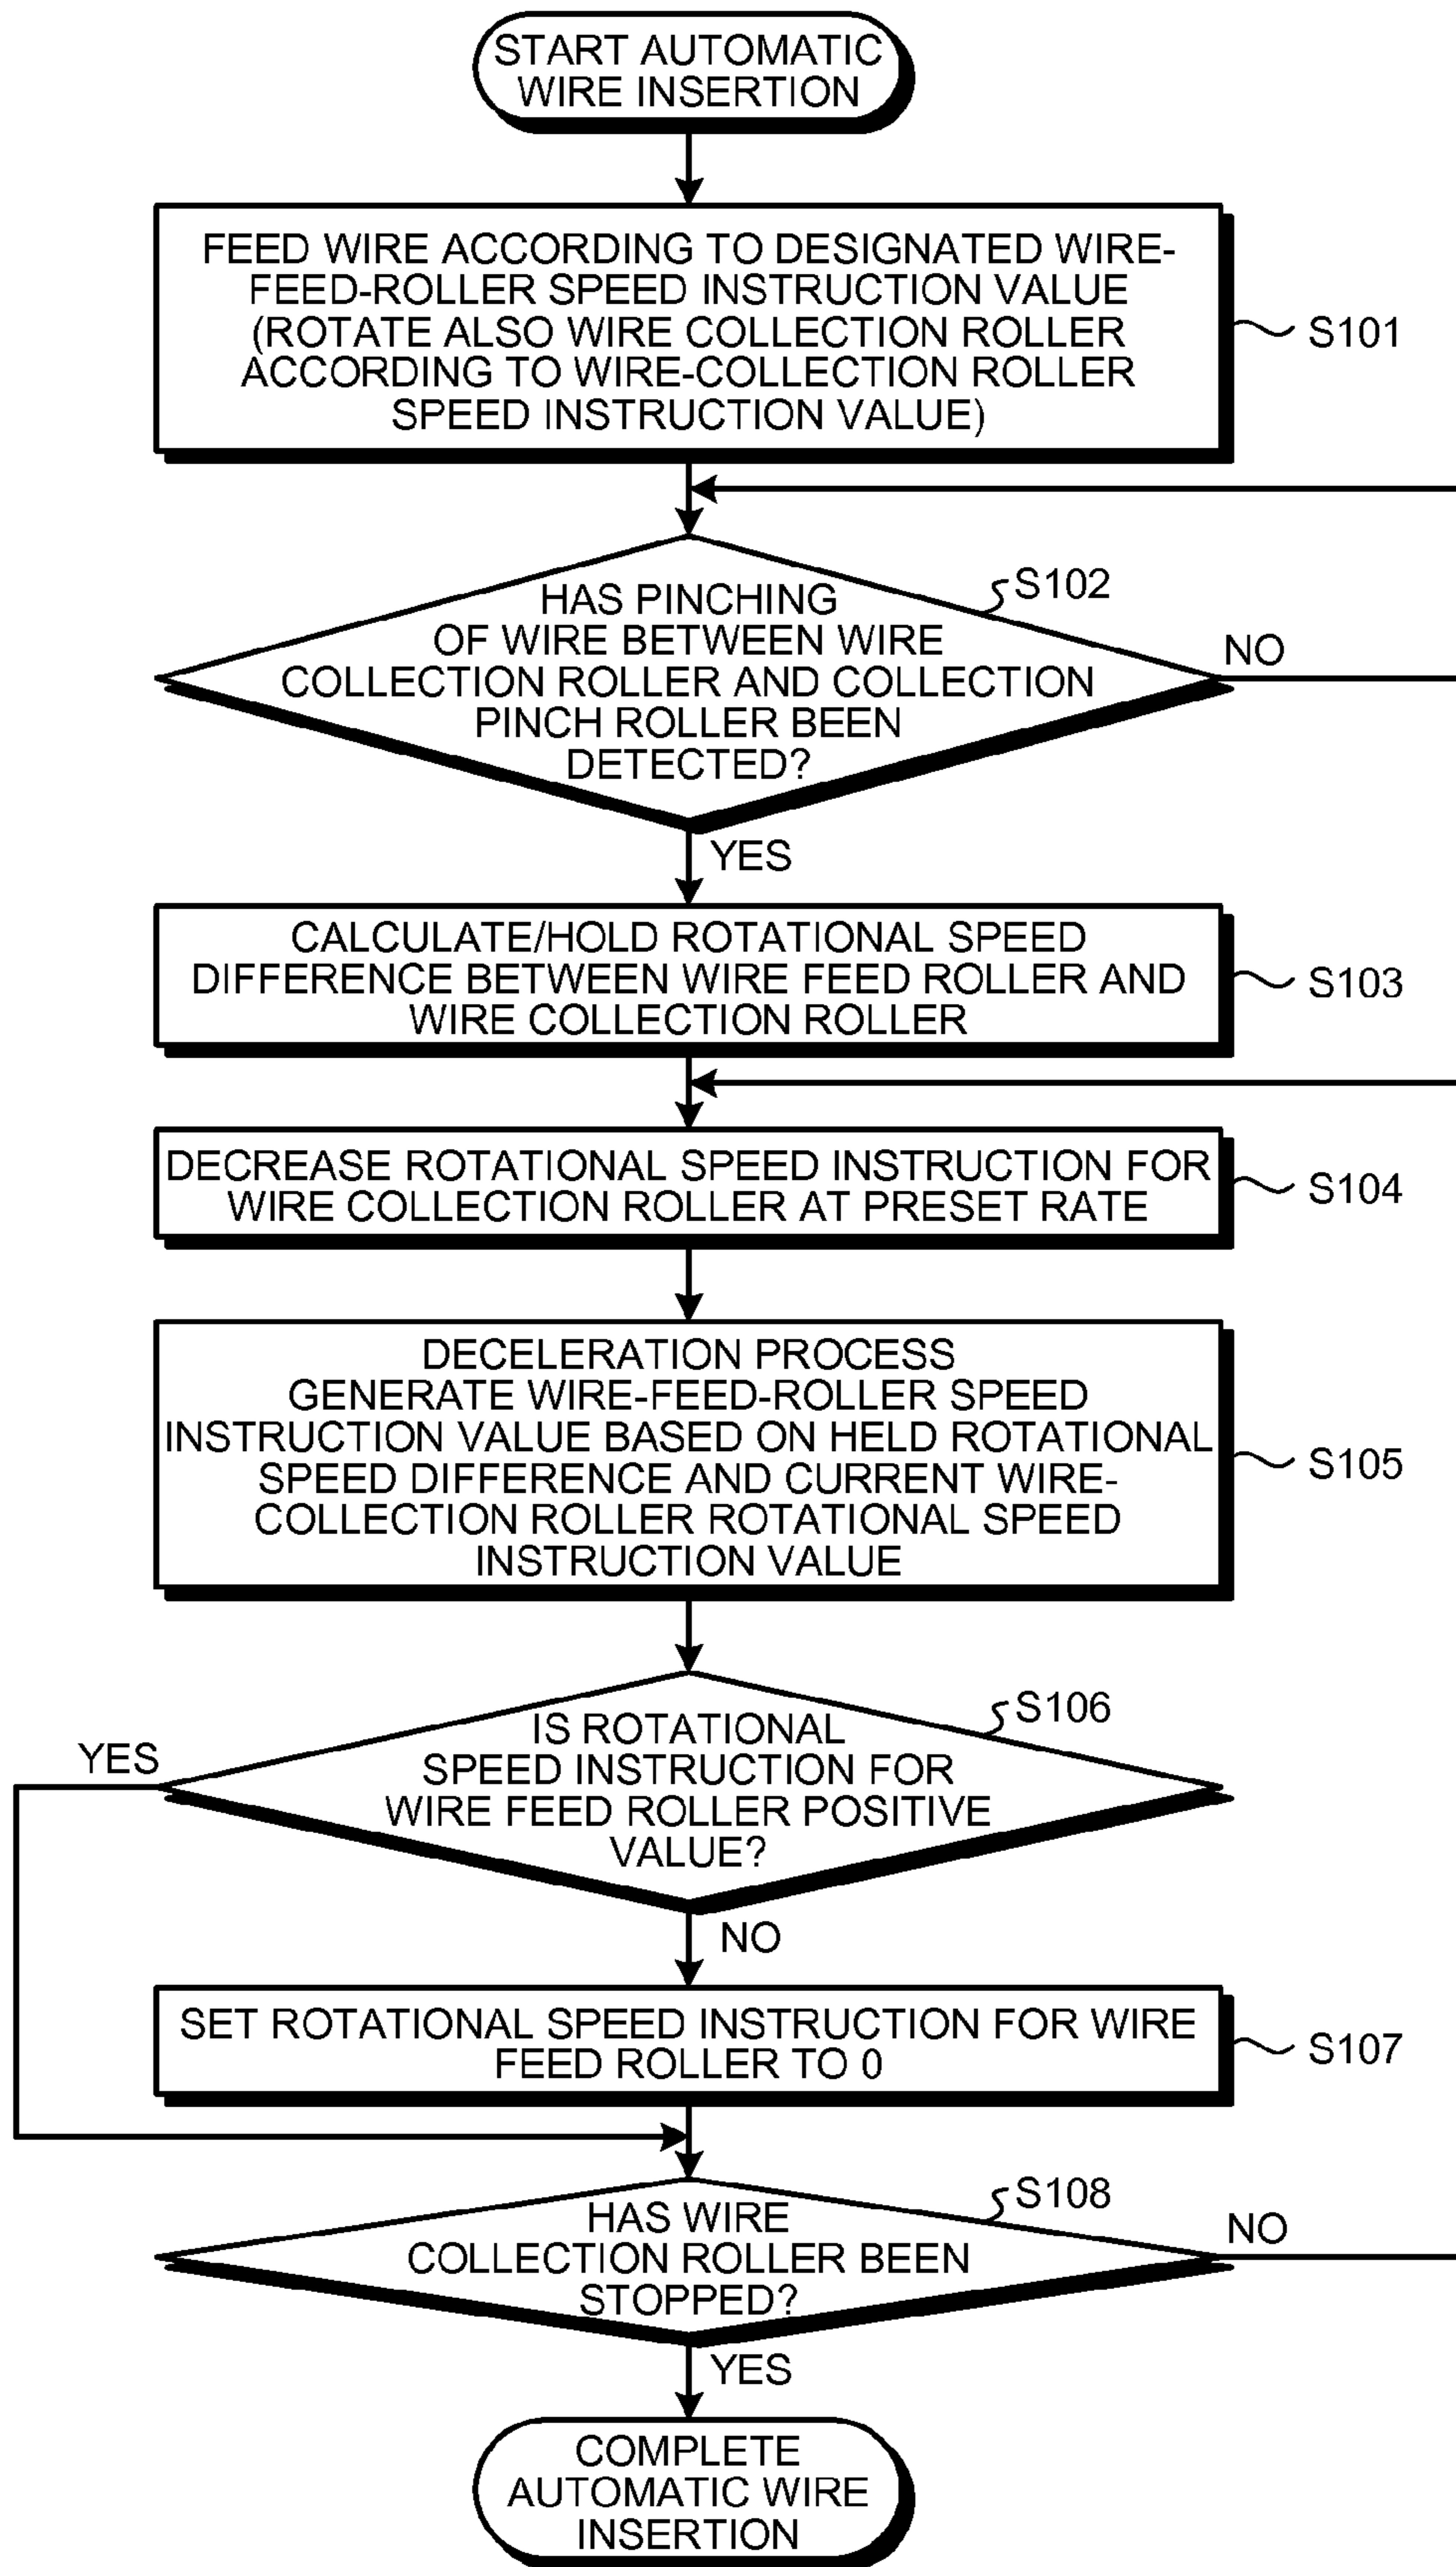 START AUTOMATIC
WIRE INSERTION
FEED WIRE ACCORDING TO DESIGNATED WIRE-
FEED-ROLLER SPEED INSTRUCTION VALUE
(ROTATE ALSO WIRE COLLECTION ROLLER
ACCORDING TO WIRE-COLLECTION ROLLER
SPEED INSTRUCTION VALUE)
S101
S102
HAS PINCHING
OF WIRE BETWEEN WIRE
COLLECTION ROLLER AND COLLECTION
PINCH ROLLER BEEN
DETECTED?
NO
YES
CALCULATE/HOLD ROTATIONAL SPEED
DIFFERENCE BETWEEN WIRE FEED ROLLER AND
WIRE COLLECTION ROLLER
S103
DECREASE ROTATIONAL SPEED INSTRUCTION FOR
WIRE COLLECTION ROLLER AT PRESET RATE
S104
DECELERATION PROCESS
GENERATE WIRE-FEED-ROLLER SPEED
INSTRUCTION VALUE BASED ON HELD ROTATIONAL
SPEED DIFFERENCE AND CURRENT WIRE-
COLLECTION ROLLER ROTATIONAL SPEED
INSTRUCTION VALUE
S105
S106
IS ROTATIONAL
SPEED INSTRUCTION FOR
WIRE FEED ROLLER POSITIVE
VALUE?
YES
NO
SET ROTATIONAL SPEED INSTRUCTION FOR WIRE
FEED ROLLER TO 0
S107
S108
HAS WIRE
COLLECTION ROLLER BEEN
STOPPED?
NO
YES
COMPLETE
AUTOMATIC WIRE
INSERTION